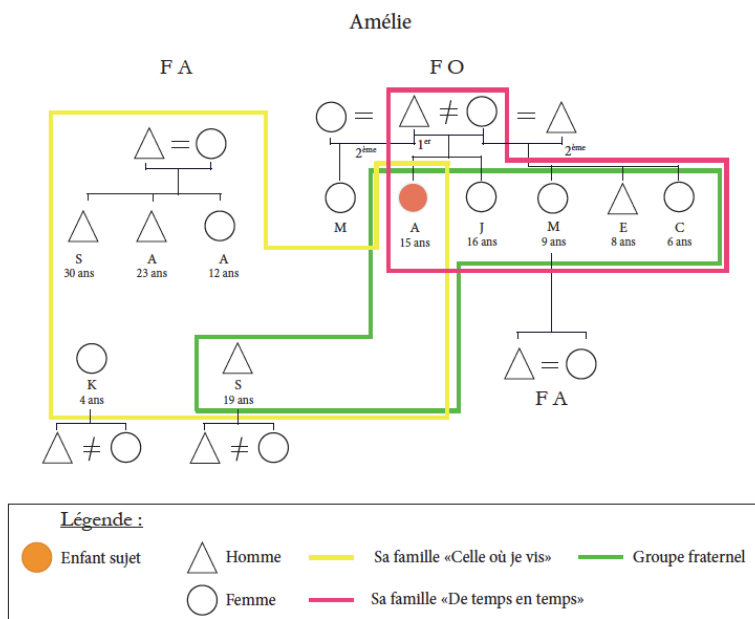 Amélie
F A
F O
=
≠
=
=
2ème
1er
2ème
S
30 ans
A
23 ans
A
12 ans
M
A
15 ans
J
16 ans
M
9 ans
E
8 ans
C
6 ans
K
4 ans
S
19 ans
=
F A
≠
≠
Légende :
Enfant sujet
Homme
Sa famille «Celle où je vis»
Groupe fraternel
Femme
Sa famille «De temps en temps»